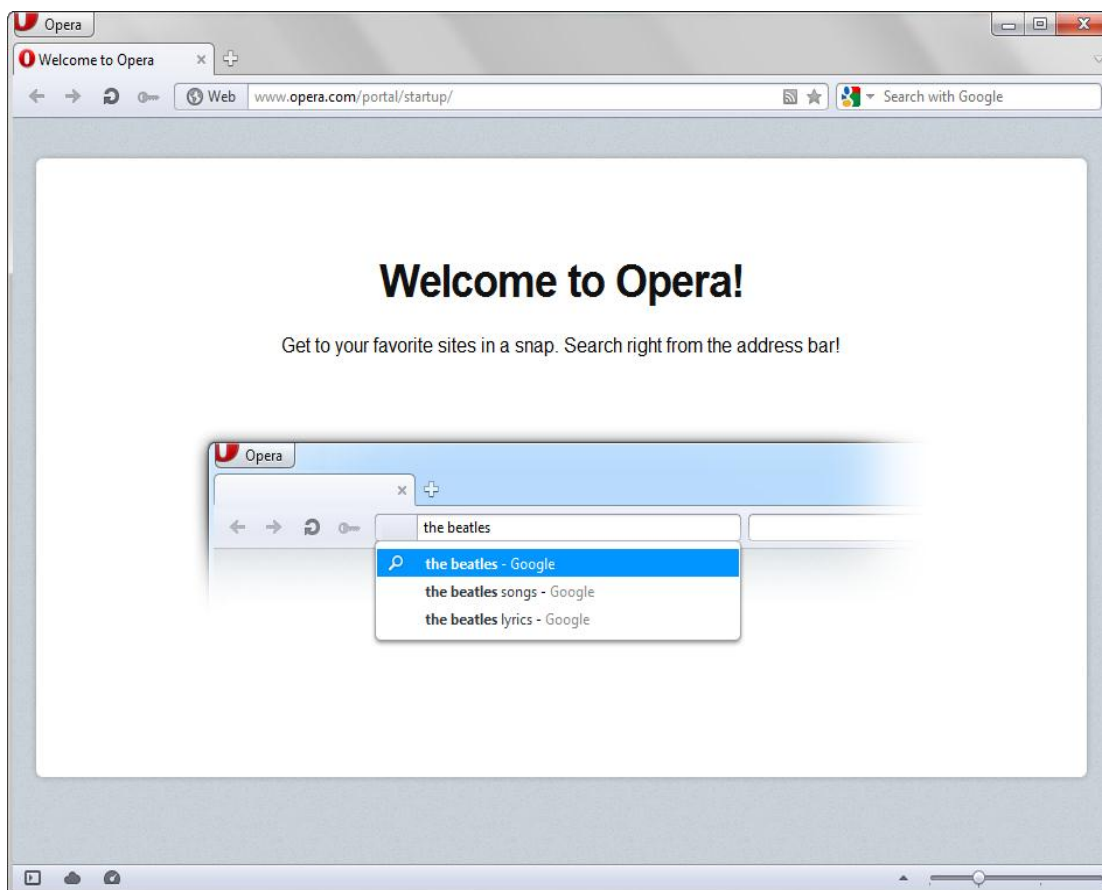 Opera
Welcome to Opera
Web www.opera.com/portal/startup/ Search with Google
Welcome to Opera!
Get to your favorite sites in a snap. Search right from the address bar!
Opera
the beatles
the beatles - Google
the beatles songs - Google
the beatles lyrics - Google